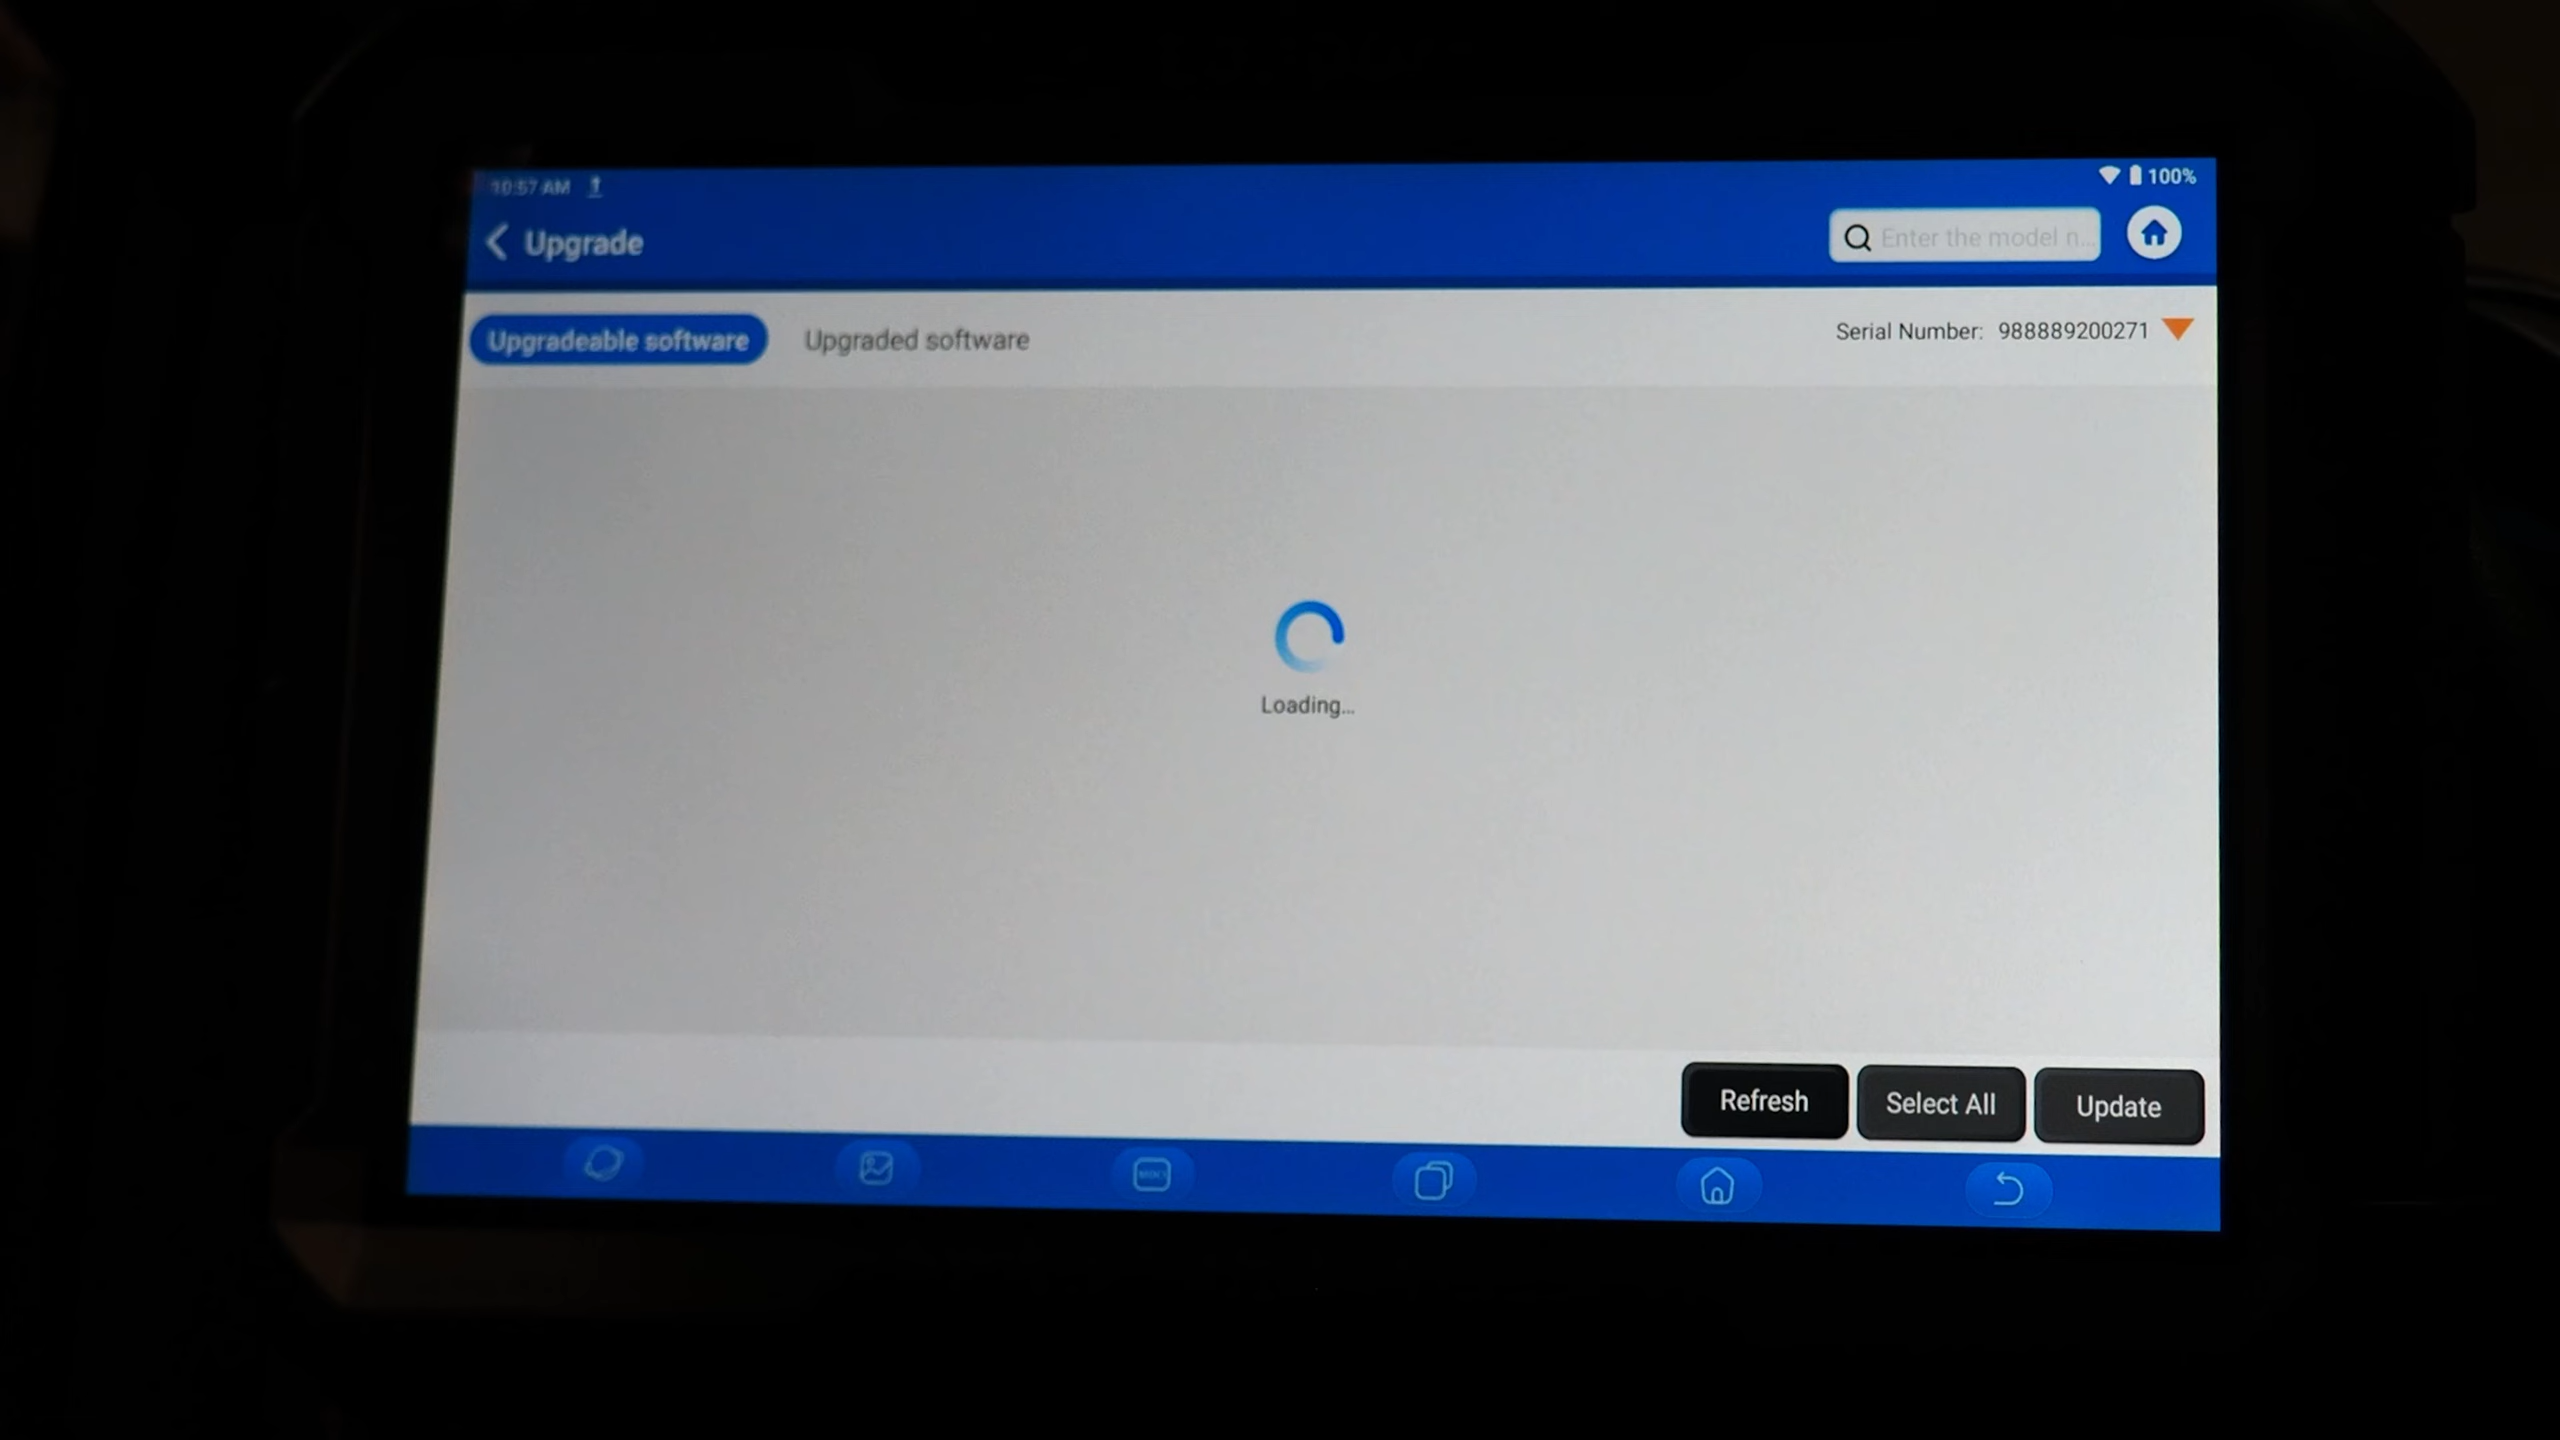 10:57 AM
100%
Upgrade
Enter the model n...
Upgradeable software
Upgraded software
Serial Number: 988889200271
Loading...
Refresh
Select All
Update